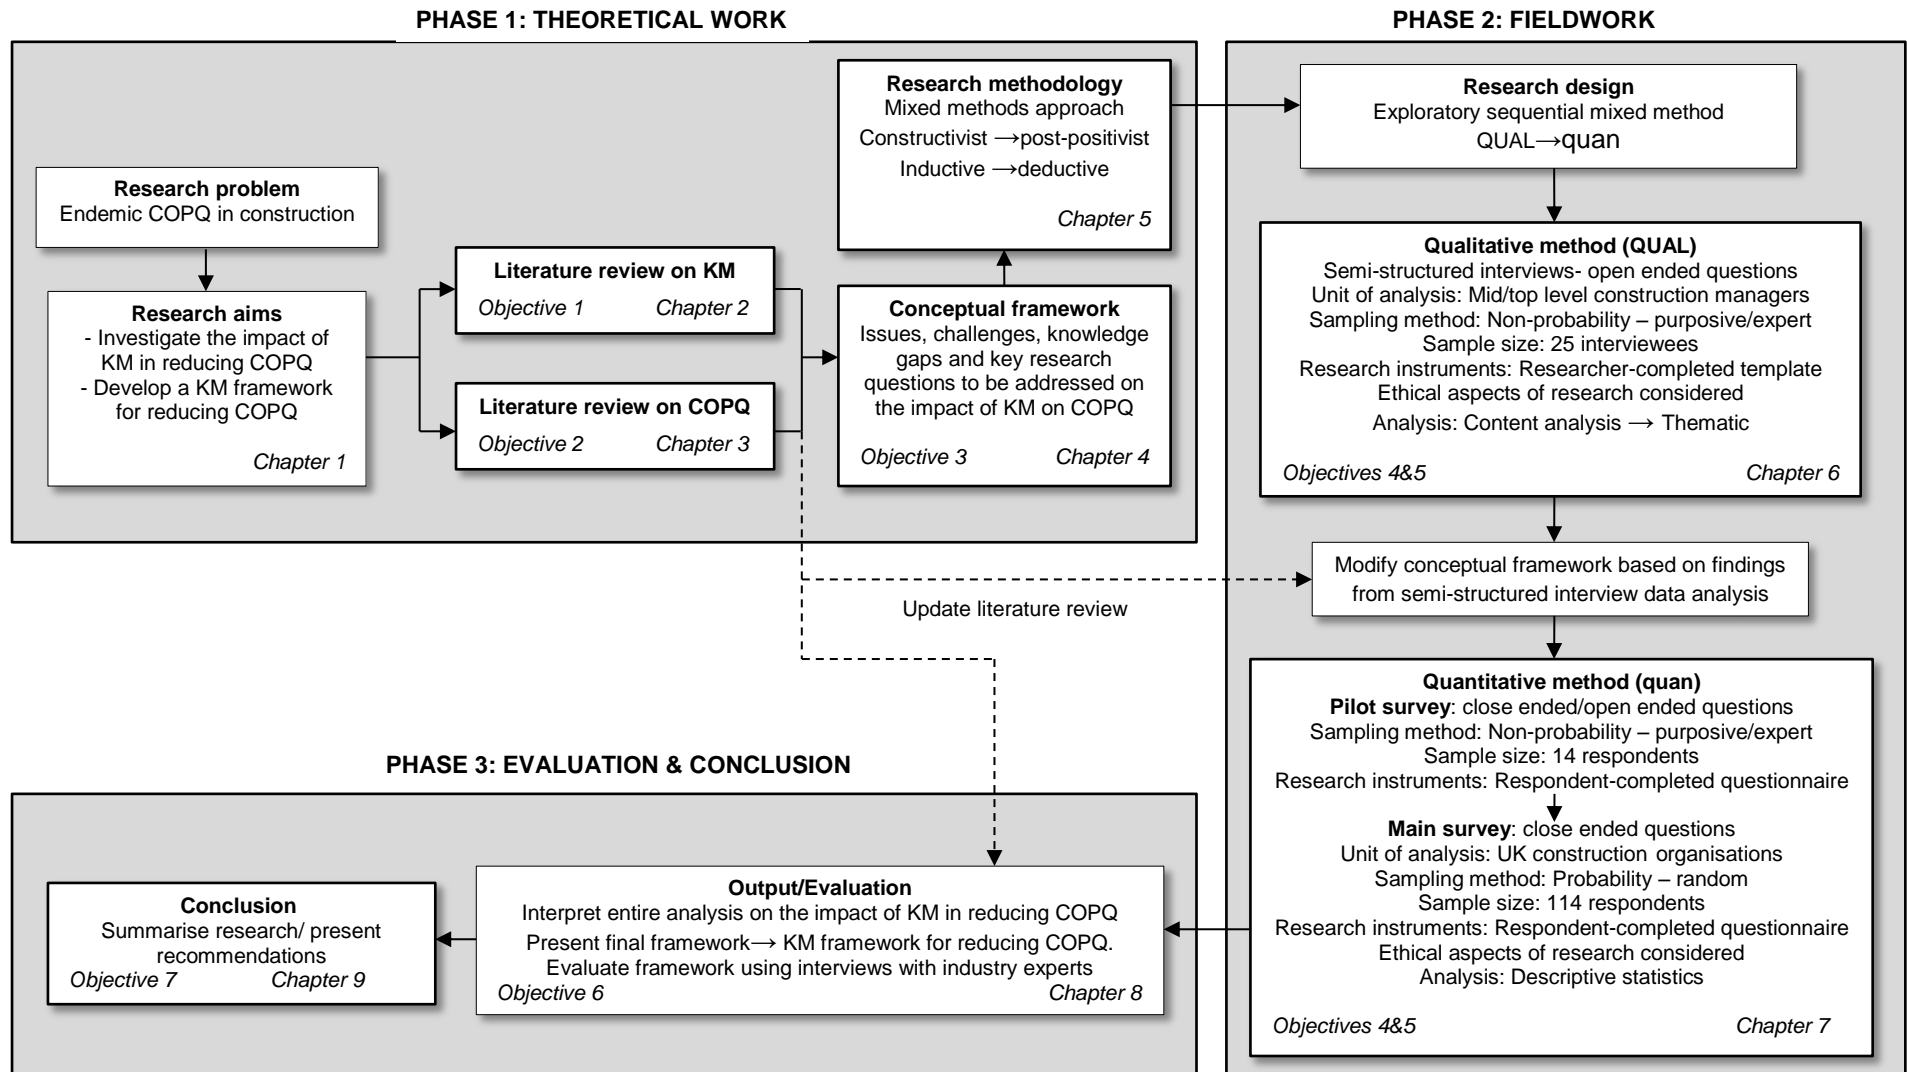 PHASE 1: THEORETICAL WORK
Research problem
Endemic COPQ in construction
Research aims
- Investigate the impact of
KM in reducing COPQ
- Develop a KM framework
for reducing COPQ
Chapter 1
Literature review on KM
Objective 1 Chapter 2
Literature review on COPQ
Objective 2 Chapter 3
Conceptual framework
Issues, challenges, knowledge
gaps and key research
questions to be addressed on
the impact of KM on COPQ
Objective 3 Chapter 4
Research methodology
Mixed methods approach
Constructivist →post-positivist
Inductive →deductive
Chapter 5
PHASE 2: FIELDWORK
Research design
Exploratory sequential mixed method
QUAL→quan
Qualitative method (QUAL)
Semi-structured interviews- open ended questions
Unit of analysis: Mid/top level construction managers
Sampling method: Non-probability – purposive/expert
Sample size: 25 interviewees
Research instruments: Researcher-completed template
Ethical aspects of research considered
Analysis: Content analysis → Thematic
Objectives 4&5 Chapter 6
Modify conceptual framework based on findings
from semi-structured interview data analysis
Update literature review
Quantitative method (quan)
Pilot survey: close ended/open ended questions
Sampling method: Non-probability – purposive/expert
Sample size: 14 respondents
Research instruments: Respondent-completed questionnaire
Main survey: close ended questions
Unit of analysis: UK construction organisations
Sampling method: Probability – random
Sample size: 114 respondents
Research instruments: Respondent-completed questionnaire
Ethical aspects of research considered
Analysis: Descriptive statistics
Objectives 4&5 Chapter 7
PHASE 3: EVALUATION & CONCLUSION
Output/Evaluation
Interpret entire analysis on the impact of KM in reducing COPQ
Present final framework→ KM framework for reducing COPQ.
Evaluate framework using interviews with industry experts
Objective 6 Chapter 8
Conclusion
Summarise research/ present
recommendations
Objective 7 Chapter 9